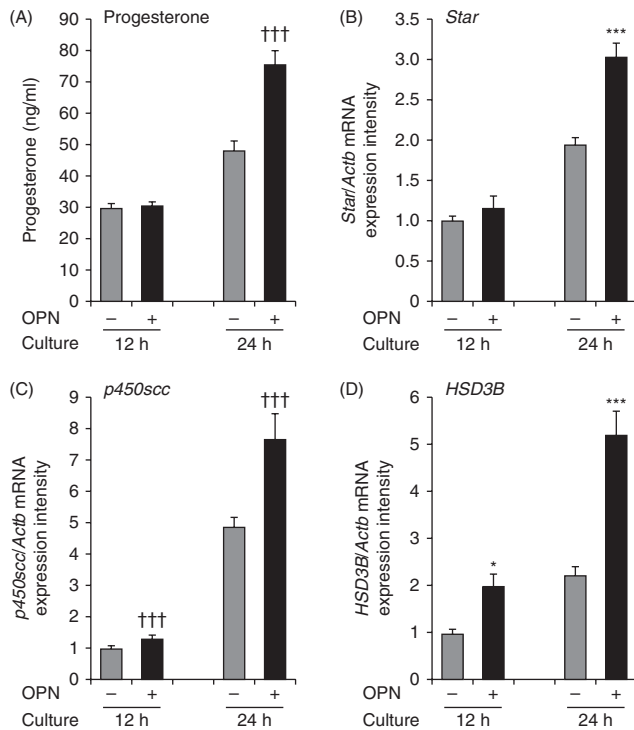 (A) Progesterone
†††
Progesterone (ng/ml)
90
80
70
60
50
40
30
20
10
0
OPN − + − +
Culture 12 h 24 h
(B) Star
***
Star/Actb mRNA
expression intensity
3.5
3.0
2.5
2.0
1.5
1.0
0.5
0.0
OPN − + − +
Culture 12 h 24 h
(C) p450scc
†††
†††
p450scc/Actb mRNA
expression intensity
9
8
7
6
5
4
3
2
1
0
OPN − + − +
Culture 12 h 24 h
(D) HSD3B
***
*
HSD3B/Actb mRNA
expression intensity
6
5
4
3
2
1
0
OPN − + − +
Culture 12 h 24 h